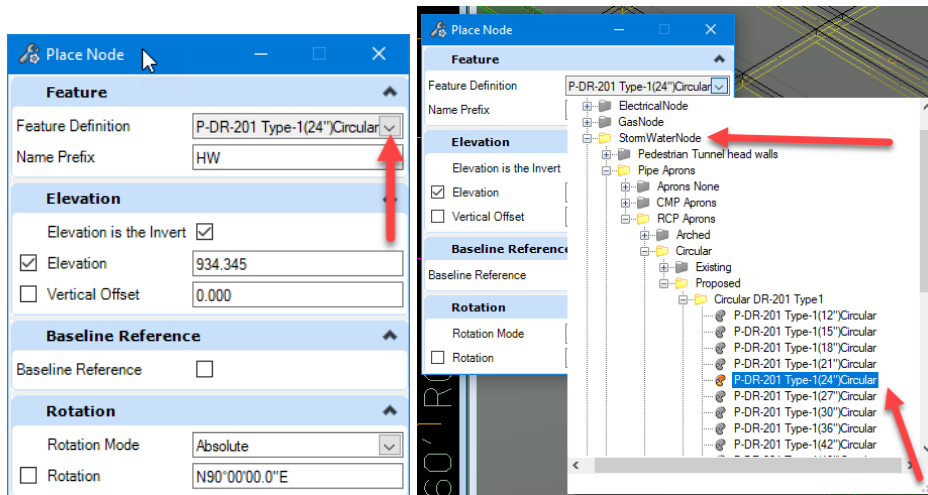 Place Node
Feature
Feature Definition P-DR-201 Type-1(24")Circular
Name Prefix HW
Elevation
Elevation is the Invert
Elevation 934.345
Vertical Offset 0.000
Baseline Reference
Baseline Reference
Rotation
Rotation Mode Absolute
Rotation N90°00'00.0"E
Place Node
Feature
Feature Definition P-DR-201 Type-1(24")Circular
Name Prefix
Elevation
Elevation is the Invert
Elevation
Vertical Offset
Baseline Reference
Baseline Reference
Rotation
Rotation Mode
Rotation
ElectricalNode
GasNode
StormWaterNode
Pedestrian Tunnel head walls
Pipe Aprons
Aprons None
CMP Aprons
RCP Aprons
Arched
Circular
Existing
Proposed
Circular DR-201 Type1
P-DR-201 Type-1(12")Circular
P-DR-201 Type-1(15")Circular
P-DR-201 Type-1(18")Circular
P-DR-201 Type-1(21")Circular
P-DR-201 Type-1(24")Circular
P-DR-201 Type-1(27")Circular
P-DR-201 Type-1(30")Circular
P-DR-201 Type-1(36")Circular
P-DR-201 Type-1(42")Circular